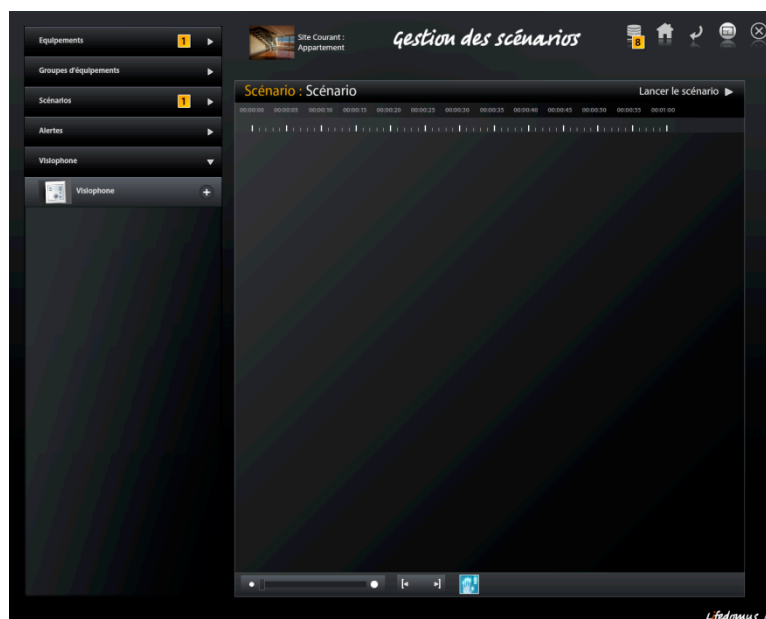 Equipements 1
Groupes d'équipements
Scénarios 1
Alertes
Visiophone
Visiophone
Site Courant :
Appartement
Gestion des scénarios
8
Scénario : Scénario
Lancer le scénario
00:00:00 00:00:05 00:00:10 00:00:15 00:00:20 00:00:25 00:00:30 00:00:35 00:00:40 00:00:45 00:00:50 00:00:55 00:01:00
Lifedomus